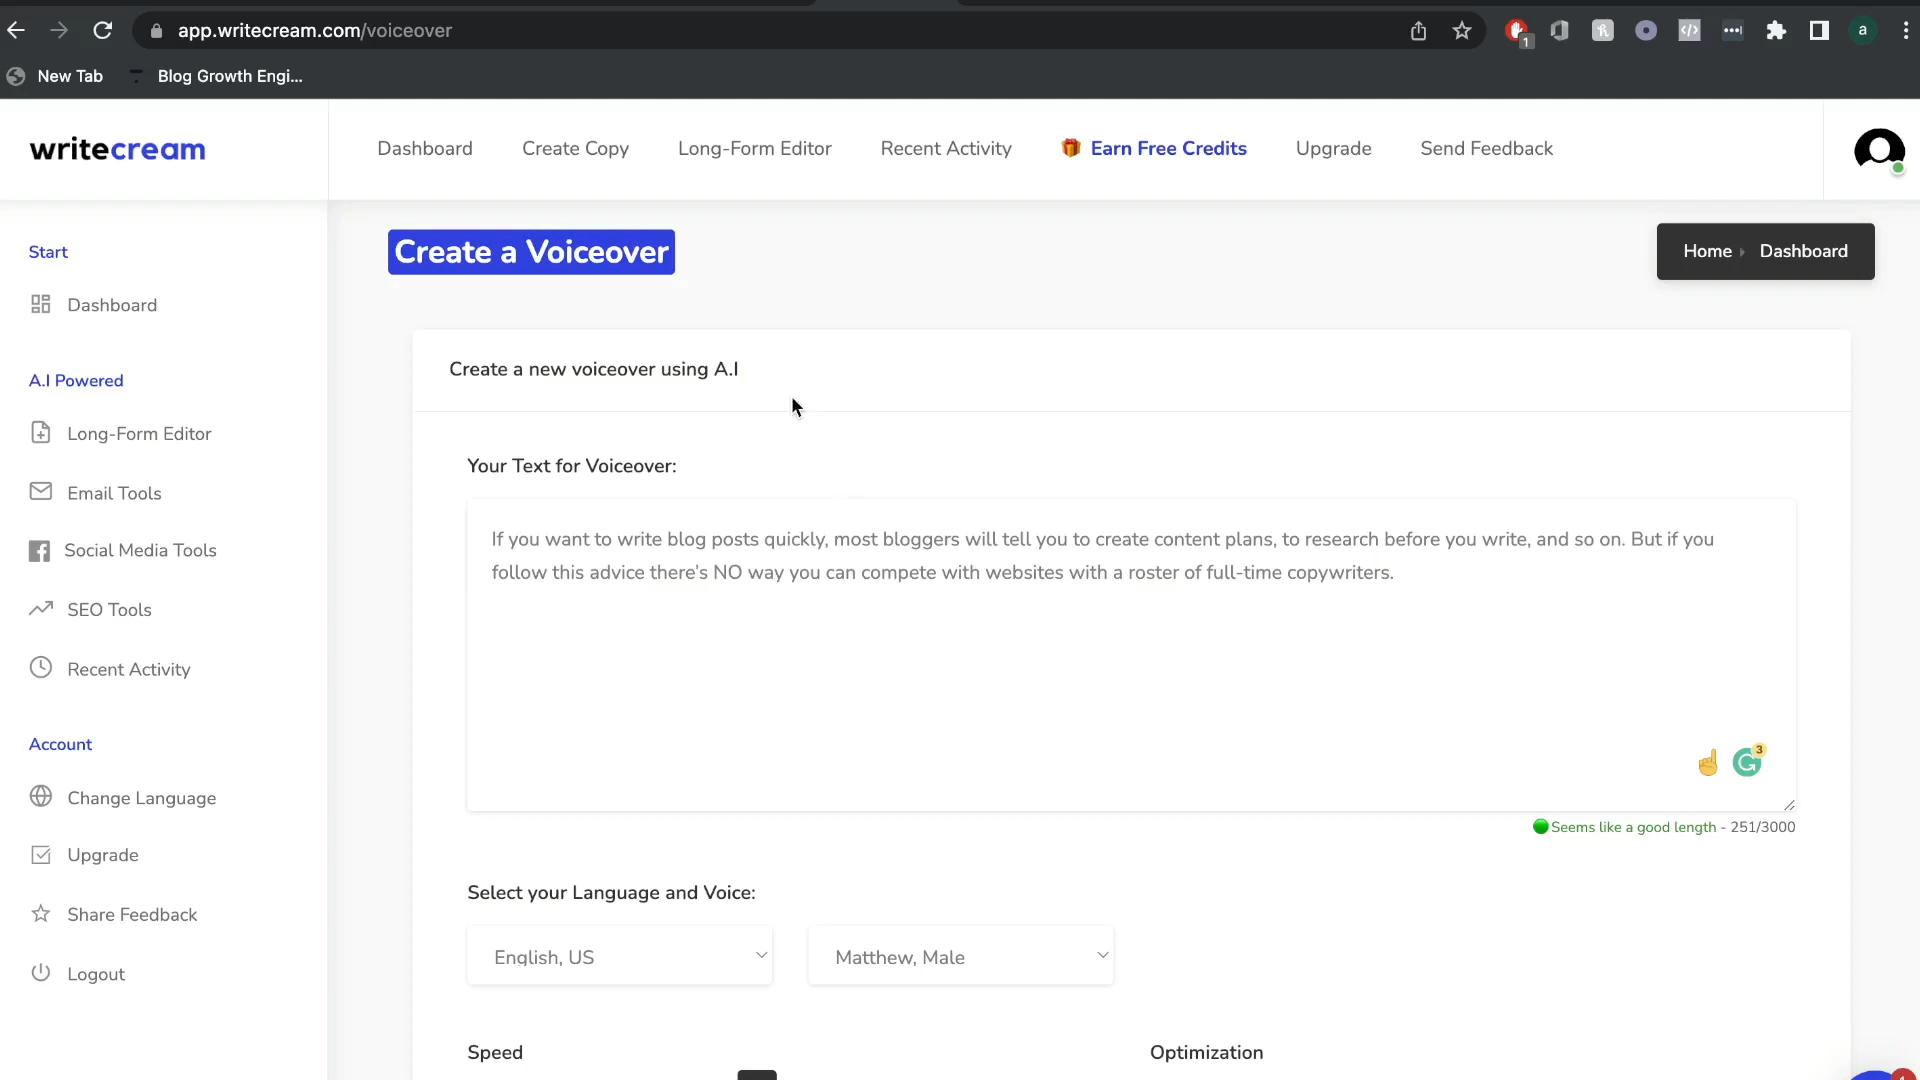 app.writecream.com/voiceover
1
a
New Tab
Blog Growth Engi...
writecream
Dashboard
Create Copy
Long-Form Editor
Recent Activity
Earn Free Credits
Upgrade
Send Feedback
Start
Dashboard
A.I Powered
Long-Form Editor
Email Tools
Social Media Tools
SEO Tools
Recent Activity
Account
Change Language
Upgrade
Share Feedback
Logout
Create a Voiceover
Home
Dashboard
Create a new voiceover using A.I
Your Text for Voiceover:
If you want to write blog posts quickly, most bloggers will tell you to create content plans, to research before you write, and so on. But if you
follow this advice there's NO way you can compete with websites with a roster of full-time copywriters.
3
Seems like a good length - 251/3000
Select your Language and Voice:
English, US
Matthew, Male
Speed
Optimization